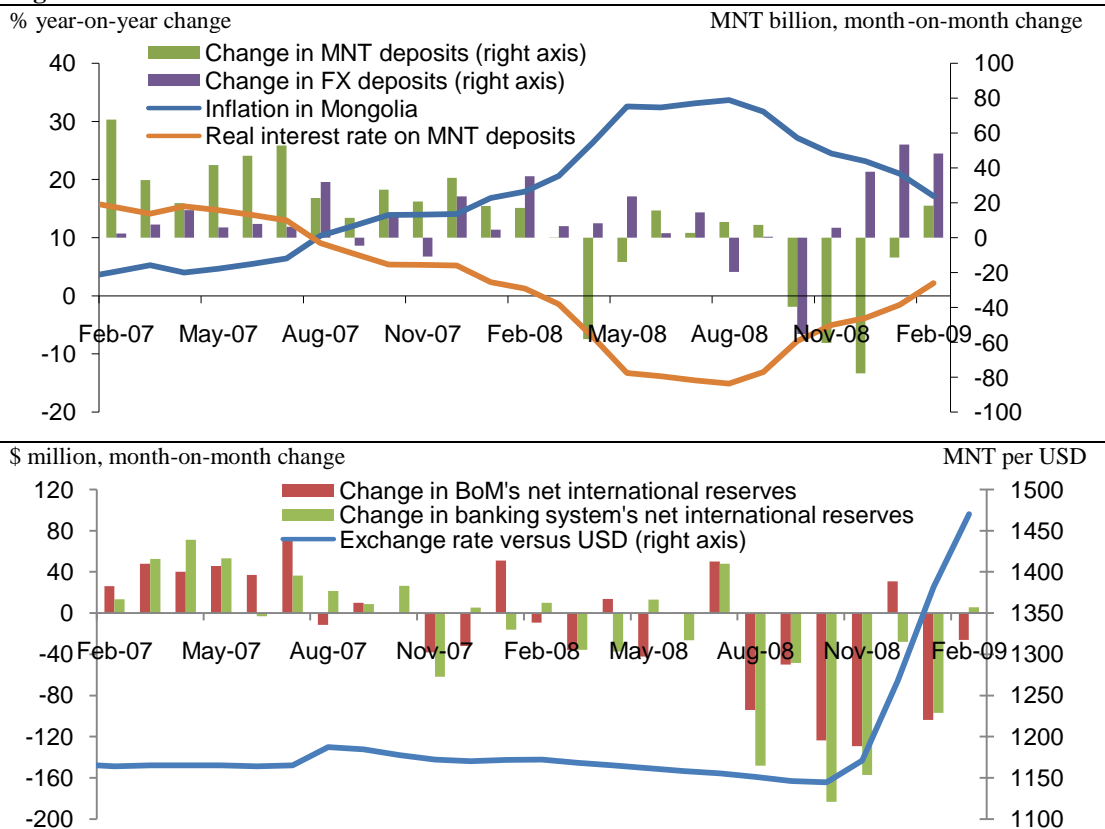 % year-on-year change MNT billion, month-on-month change
Change in MNT deposits (right axis)
Change in FX deposits (right axis)
Inflation in Mongolia
Real interest rate on MNT deposits
40 100
80
30 60
40
20 20
10 0
-20
0 -40
Feb-07 May-07 Aug-07 Nov-07 Feb-08 May-08 Aug-08 Nov-08 Feb-09
-60
-10 -80
-20 -100
$ million, month-on-month change MNT per USD
Change in BoM's net international reserves
Change in banking system's net international reserves
Exchange rate versus USD (right axis)
120 1500
80 1450
40 1400
0 1350
-40 Feb-07 May-07 Aug-07 Nov-07 Feb-08 May-08 Aug-08 Nov-08 Feb-09 1300
-80 1250
-120 1200
-160 1150
-200 1100